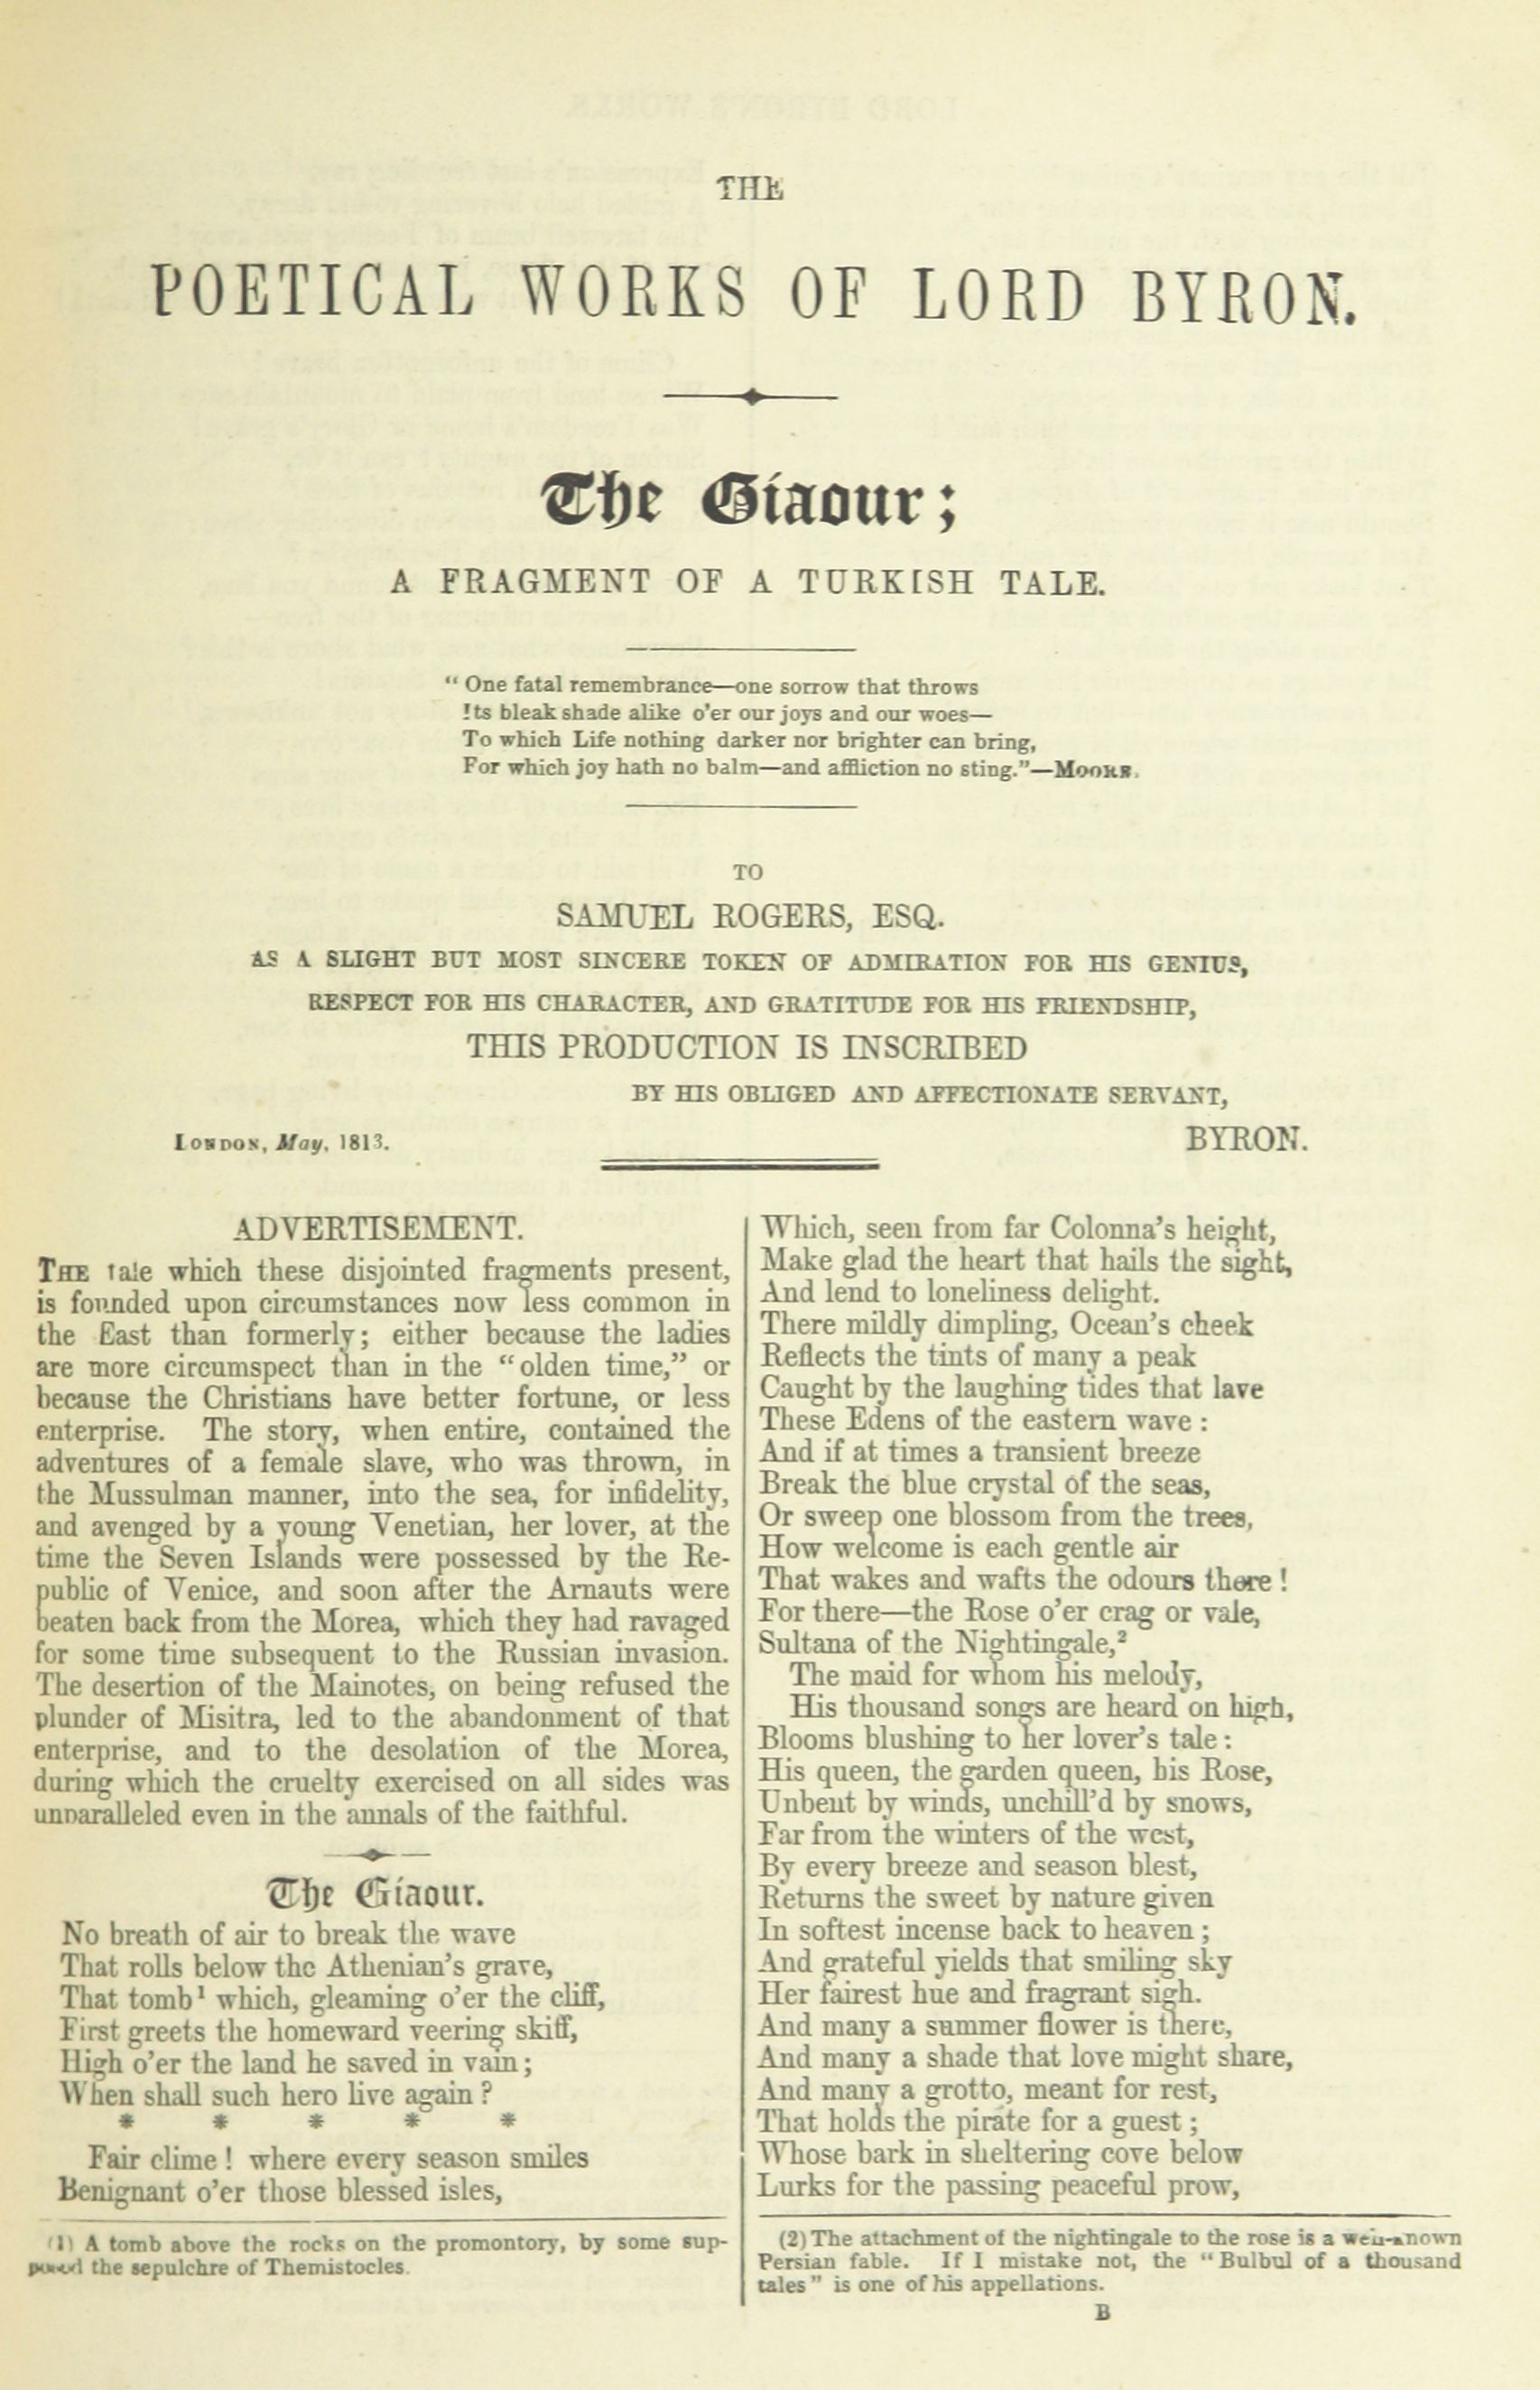 THE
POETICAL WORKS OF LORD BYRON.
The Giaour;
A FRAGMENT OF A TURKISH TALE.
“One fatal remembrance—one sorrow that throws
Its bleak shade alike o’er our joys and our woes—
To which Life nothing darker nor brighter can bring,
For which joy hath no balm—and affliction no sting.”—MOORE.
TO
SAMUEL ROGERS, ESQ.
AS A SLIGHT BUT MOST SINCERE TOKEN OF ADMIRATION FOR HIS GENIUS,
RESPECT FOR HIS CHARACTER, AND GRATITUDE FOR HIS FRIENDSHIP,
THIS PRODUCTION IS INSCRIBED
BY HIS OBLIGED AND AFFECTIONATE SERVANT,
LONDON, May, 1813. BYRON.
ADVERTISEMENT.
THE tale which these disjointed fragments present,
is founded upon circumstances now less common in
the East than formerly; either because the ladies
are more circumspect than in the “olden time,” or
because the Christians have better fortune, or less
enterprise. The story, when entire, contained the
adventures of a female slave, who was thrown, in
the Mussulman manner, into the sea, for infidelity,
and avenged by a young Venetian, her lover, at the
time the Seven Islands were possessed by the Re-
public of Venice, and soon after the Arnauts were
beaten back from the Morea, which they had ravaged
for some time subsequent to the Russian invasion.
The desertion of the Mainotes, on being refused the
plunder of Misitra, led to the abandonment of that
enterprise, and to the desolation of the Morea,
during which the cruelty exercised on all sides was
unparalleled even in the annals of the faithful.
The Giaour.
No breath of air to break the wave
That rolls below the Athenian’s grave,
That tomb¹ which, gleaming o’er the cliff,
First greets the homeward veering skiff,
High o’er the land he saved in vain;
When shall such hero live again?
* * * * *
Fair clime! where every season smiles
Benignant o’er those blessed isles,
(1) A tomb above the rocks on the promontory, by some sup-
posed the sepulchre of Themistocles.
Which, seen from far Colonna’s height,
Make glad the heart that hails the sight,
And lend to loneliness delight.
There mildly dimpling, Ocean’s cheek
Reflects the tints of many a peak
Caught by the laughing tides that lave
These Edens of the eastern wave:
And if at times a transient breeze
Break the blue crystal of the seas,
Or sweep one blossom from the trees,
How welcome is each gentle air
That wakes and wafts the odours there!
For there—the Rose o’er crag or vale,
Sultana of the Nightingale,²
The maid for whom his melody,
His thousand songs are heard on high,
Blooms blushing to her lover’s tale:
His queen, the garden queen, his Rose,
Unbent by winds, unchill’d by snows,
Far from the winters of the west,
By every breeze and season blest,
Returns the sweet by nature given
In softest incense back to heaven;
And grateful yields that smiling sky
Her fairest hue and fragrant sigh.
And many a summer flower is there,
And many a shade that love might share,
And many a grotto, meant for rest,
That holds the pirate for a guest;
Whose bark in sheltering cove below
Lurks for the passing peaceful prow,
(2) The attachment of the nightingale to the rose is a well-known
Persian fable. If I mistake not, the “Bulbul of a thousand
tales” is one of his appellations.
B